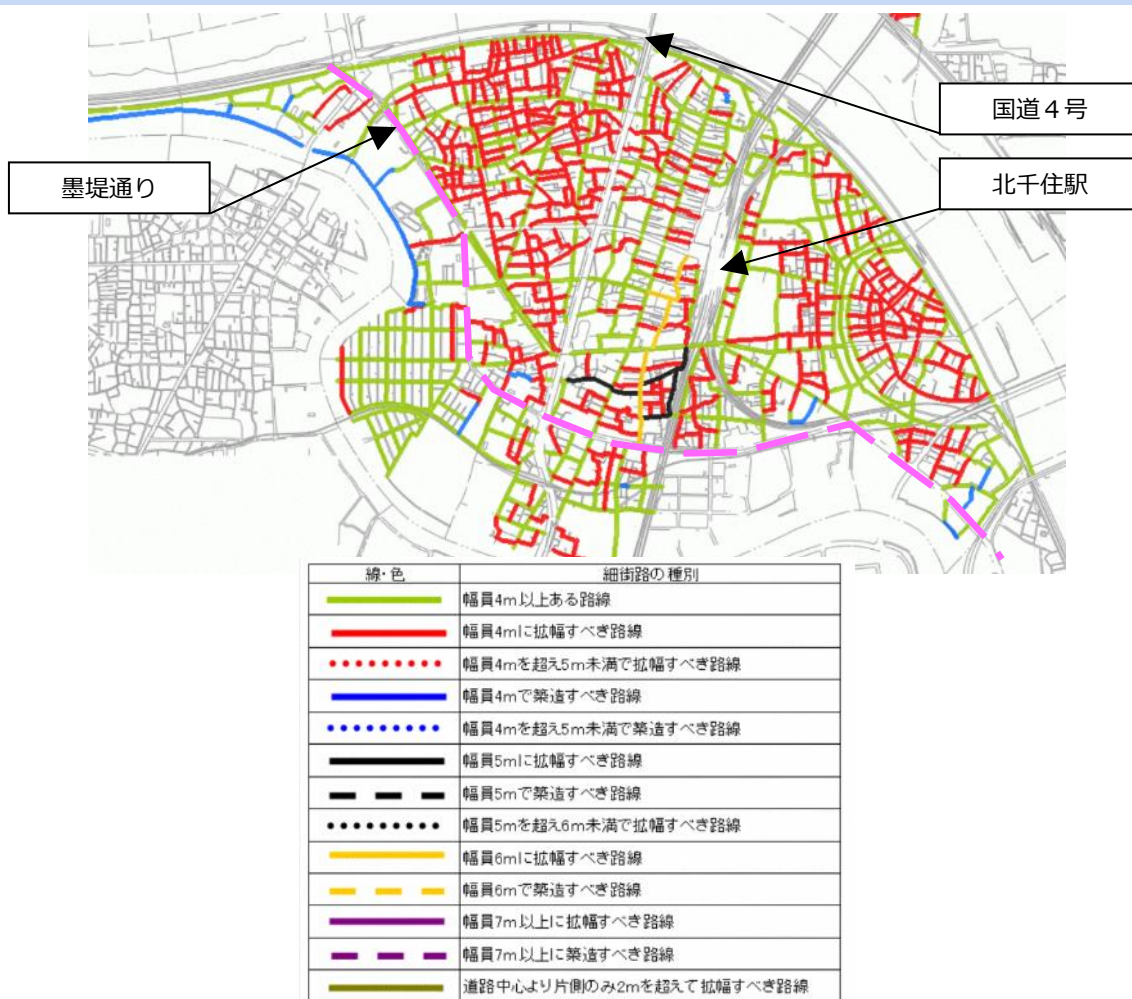 国道４号
北千住駅
墨堤通り
線・色 細街路の種別
幅員4m以上ある路線
幅員4mに拡幅すべき路線
幅員4mを超え5m未満で拡幅すべき路線
幅員4mで築造すべき路線
幅員4mを超え5m未満で築造すべき路線
幅員5mに拡幅すべき路線
幅員5mで築造すべき路線
幅員5mを超え6m未満で拡幅すべき路線
幅員6mに拡幅すべき路線
幅員6mで築造すべき路線
幅員7m以上に拡幅すべき路線
幅員7m以上に築造すべき路線
道路中心より片側のみ2mを超えて拡幅すべき路線